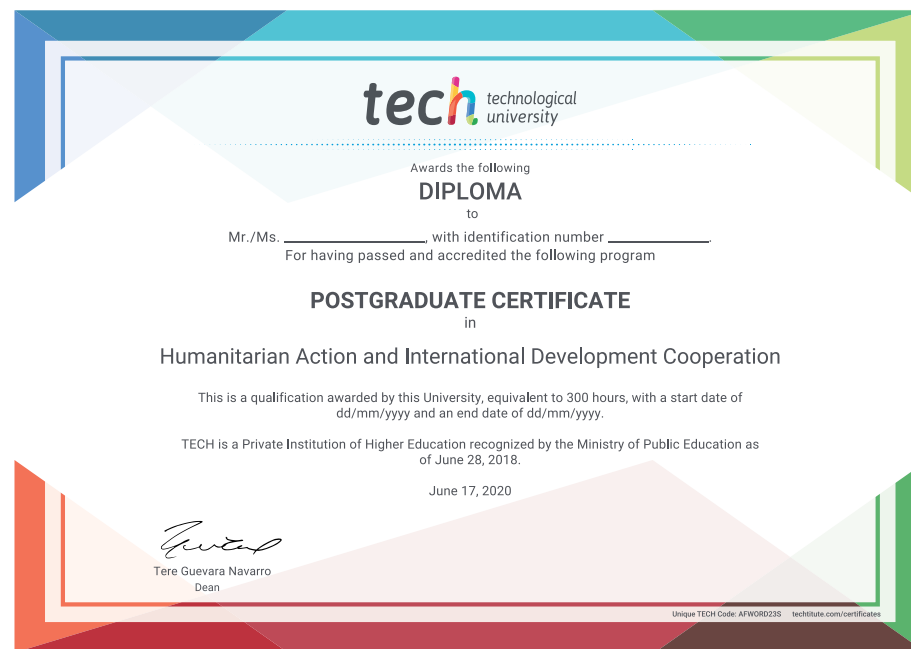 tech technological
university
Awards the following
DIPLOMA
to
Mr./Ms. ____________________, with identification number ______________.
For having passed and accredited the following program
POSTGRADUATE CERTIFICATE
in
Humanitarian Action and International Development Cooperation
This is a qualification awarded by this University, equivalent to 300 hours, with a start date of
dd/mm/yyyy and an end date of dd/mm/yyyy.
TECH is a Private Institution of Higher Education recognized by the Ministry of Public Education as
of June 28, 2018.
June 17, 2020
Tere Guevara Navarro
Dean
Unique TECH Code: AFWORD23S techtitute.com/certificates